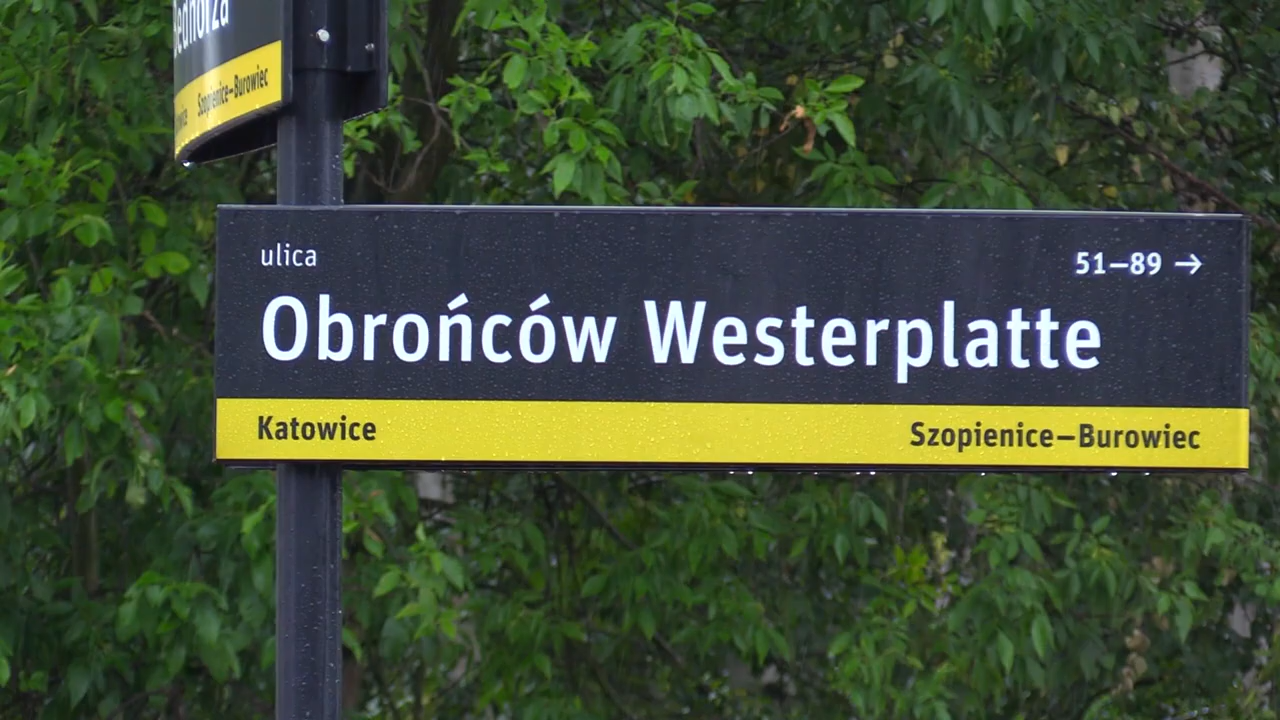 Szopienice–Burowiec
ulica
51–89 →
Obrońców Westerplatte
Katowice
Szopienice–Burowiec